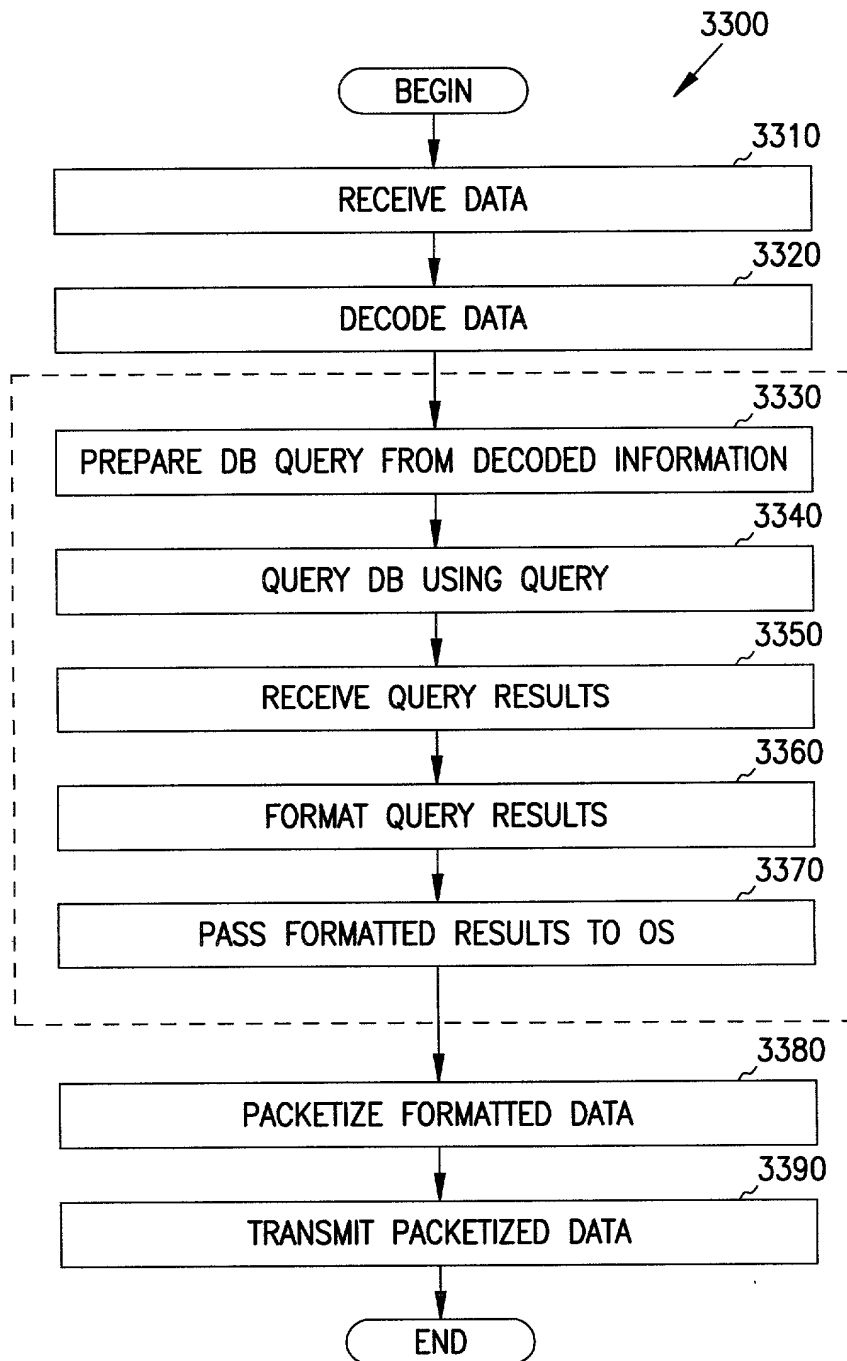 3300
BEGIN
3310
RECEIVE DATA
3320
DECODE DATA
3330
PREPARE DB QUERY FROM DECODED INFORMATION
3340
QUERY DB USING QUERY
3350
RECEIVE QUERY RESULTS
3360
FORMAT QUERY RESULTS
3370
PASS FORMATTED RESULTS TO OS
3380
PACKETIZE FORMATTED DATA
3390
TRANSMIT PACKETIZED DATA
END